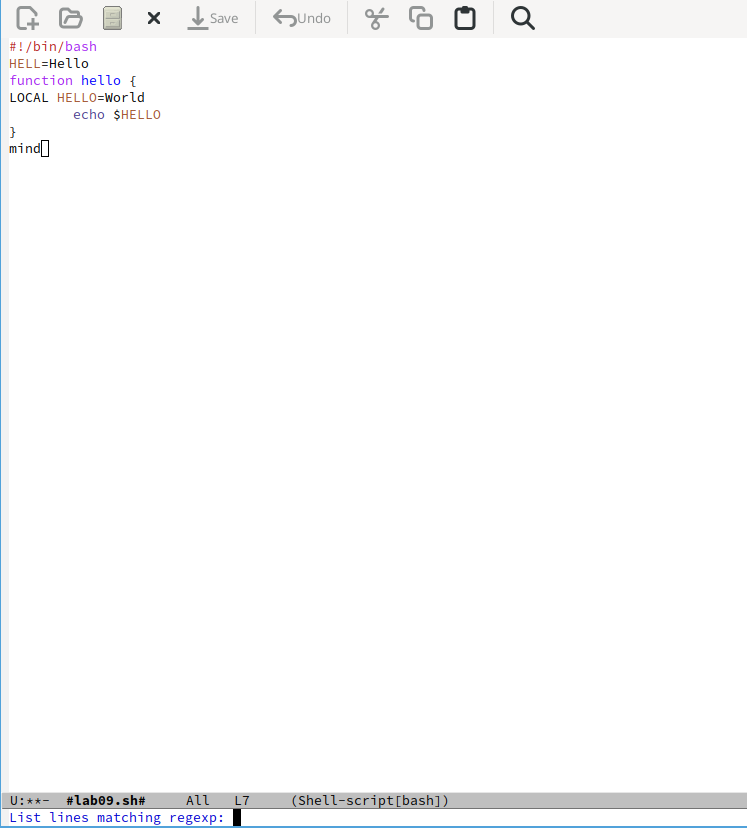 Save Undo
#!/bin/bash
HELL=Hello
function hello {
LOCAL HELLO=World
        echo $HELLO
}
mind
U:**-  #lab09.sh#     All   L7     (Shell-script[bash])
List lines matching regexp: